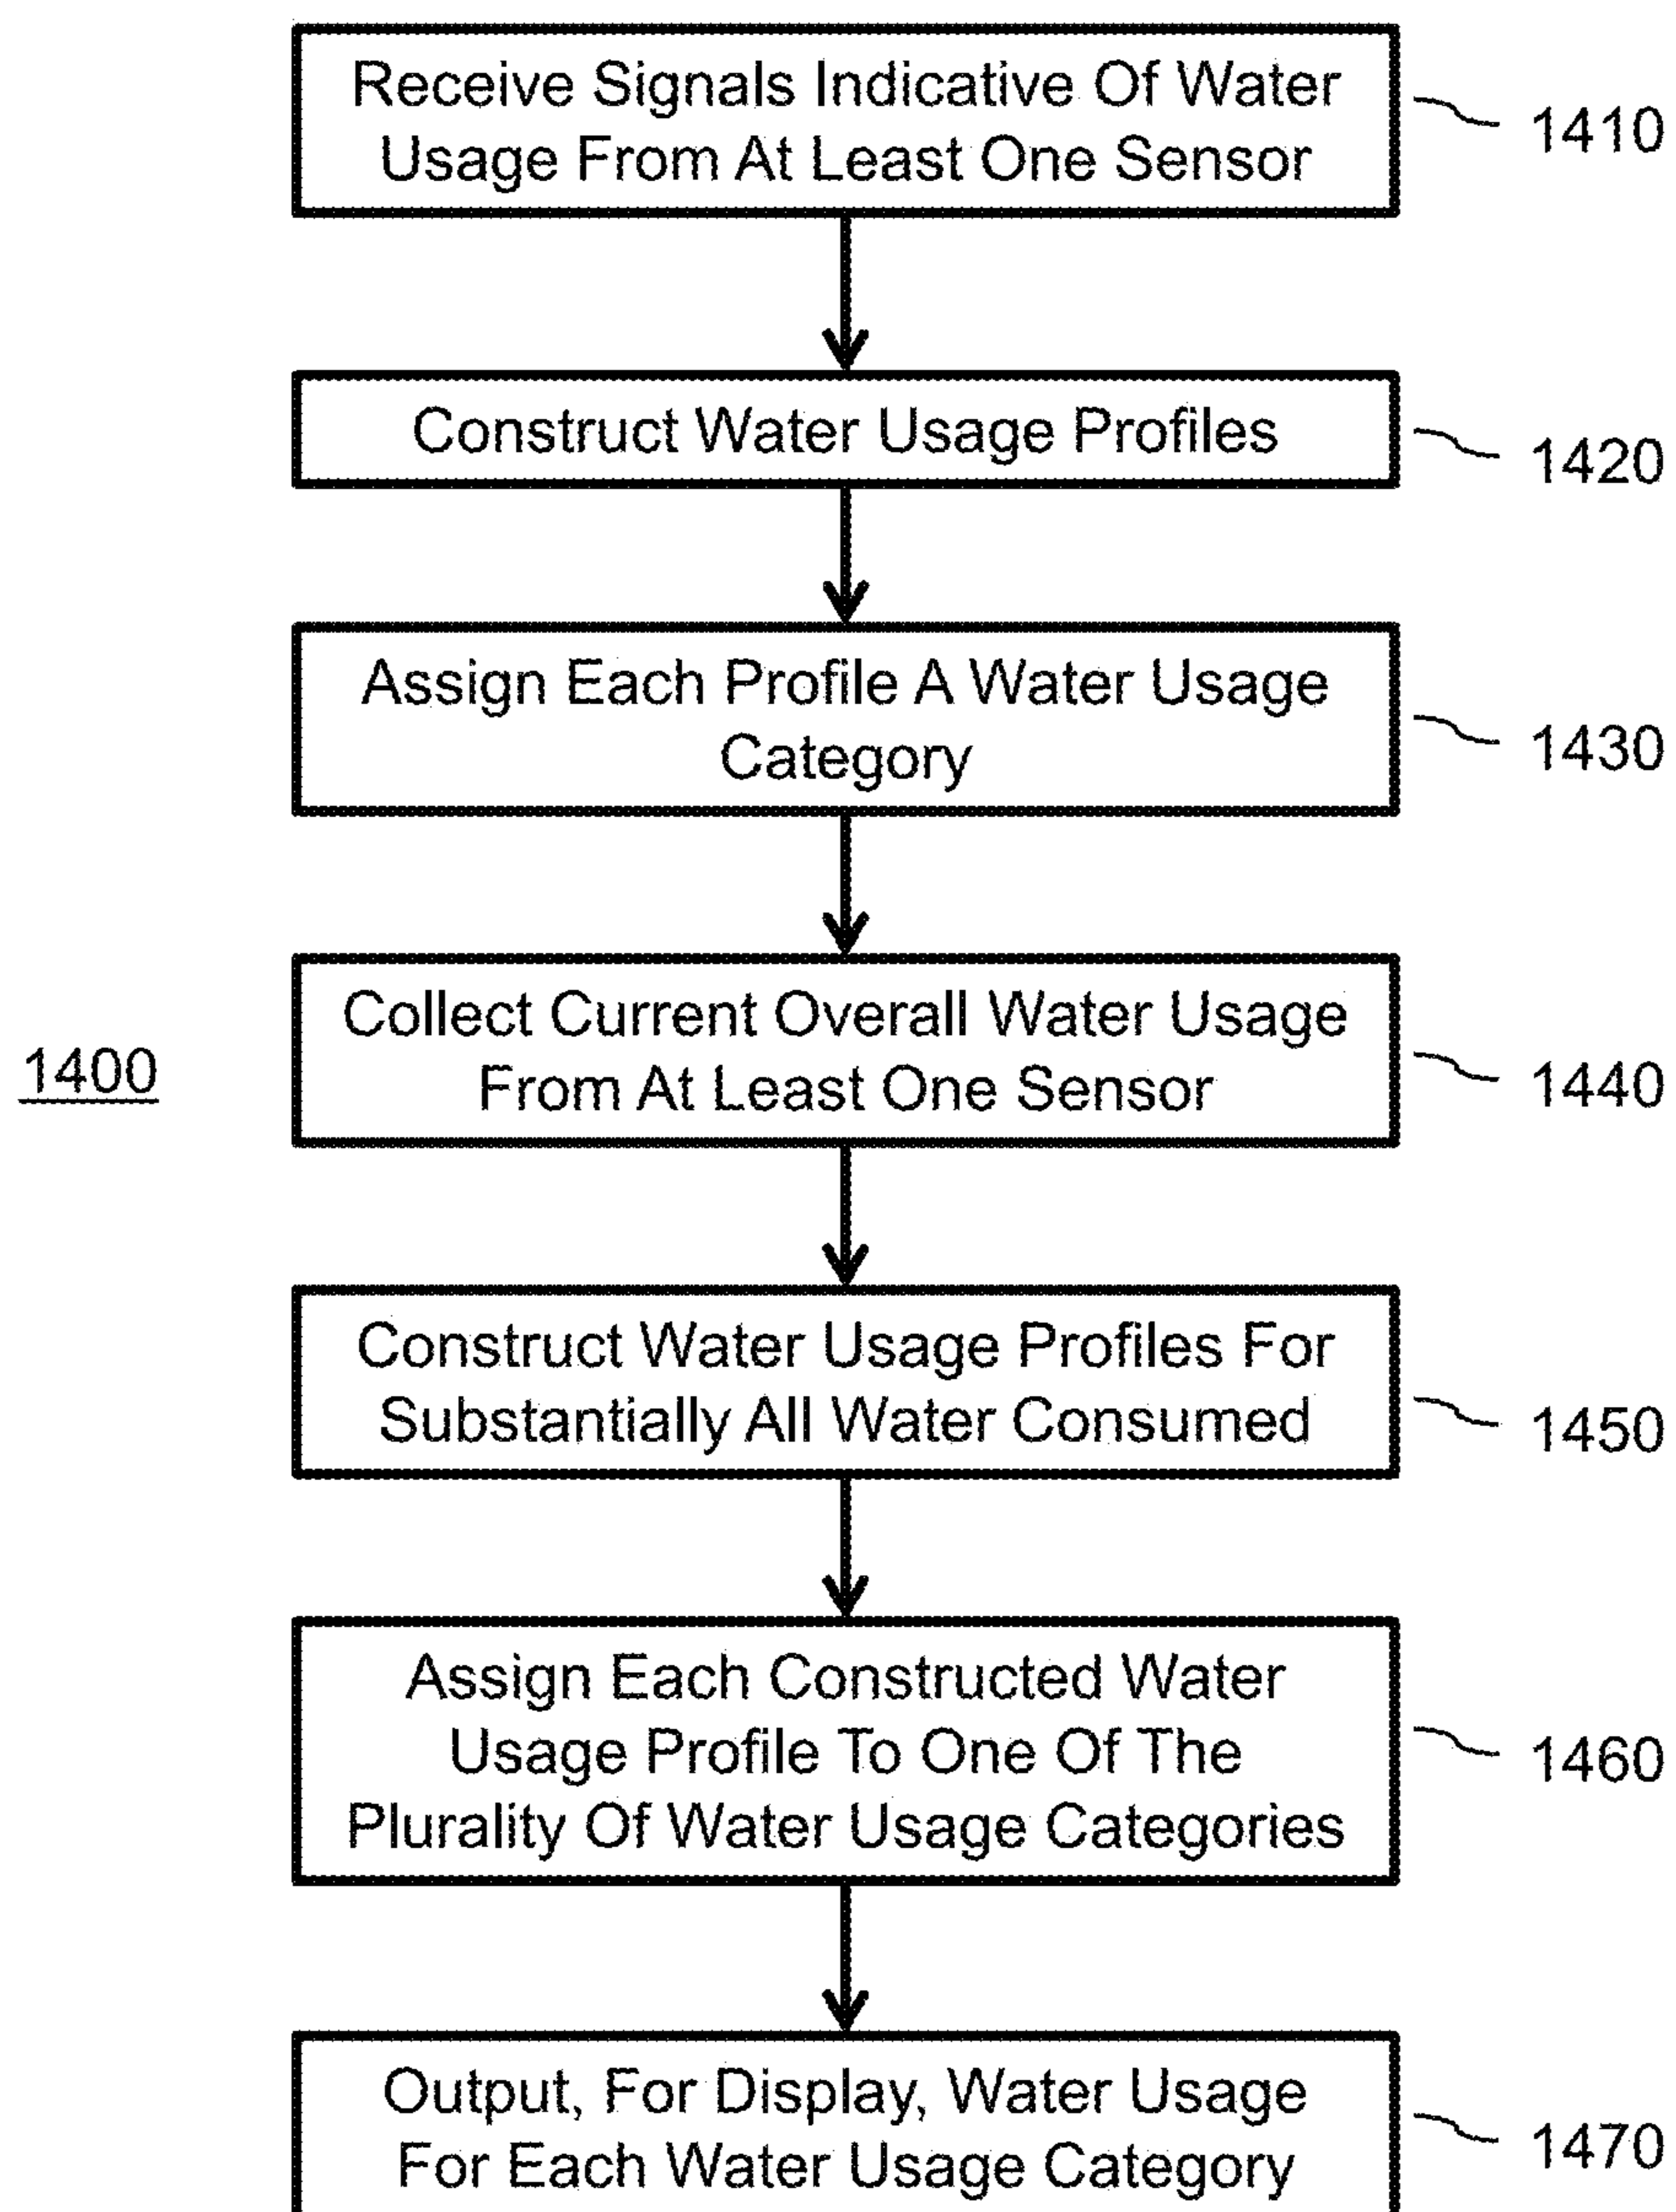 Receive Signals Indicative Of Water
Usage From At Least One Sensor
1410
Construct Water Usage Profiles
1420
Assign Each Profile A Water Usage
Category
1430
1400
Collect Current Overall Water Usage
From At Least One Sensor
1440
Construct Water Usage Profiles For
Substantially All Water Consumed
1450
Assign Each Constructed Water
Usage Profile To One Of The
Plurality Of Water Usage Categories
1460
Output, For Display, Water Usage
For Each Water Usage Category
1470